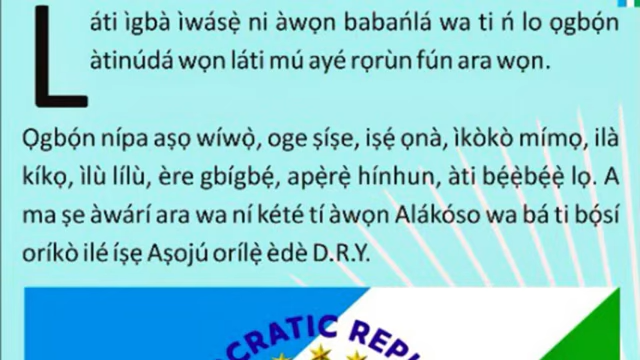 Láti ìgbà ìwásẹ̀ ni àwọn babańlá wa ti ń lo ọgbọ́n
àtinúdá wọn láti mú ayé rọrùn fún ara wọn.
Ọgbọ́n nípa aṣọ wíwọ̀, oge ṣíṣe, iṣẹ́ ọnà, ìkòkò mímọ, ilà
kíkọ, ìlù lílù, ère gbígbẹ́, apẹ̀rẹ̀ hínhun, àti bẹ́ẹ̀bẹ́ẹ̀ lọ. A
ma ṣe àwárí ara wa ní kété tí àwọn Alákóso wa bá ti bọ́sí
oríkò ilé íṣẹ Aṣojú orílẹ̀ èdè D.R.Y.